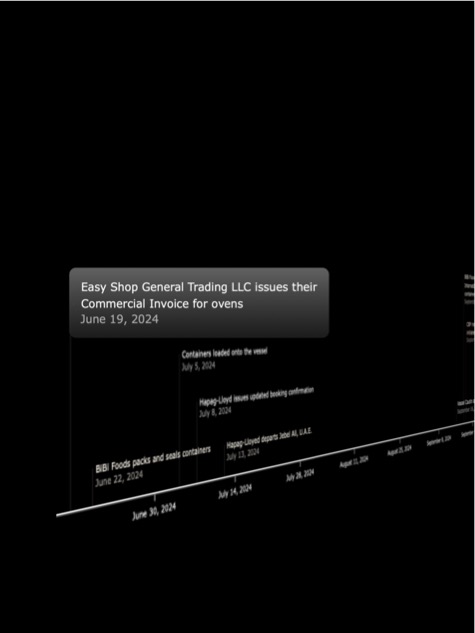 Easy Shop General Trading LLC issues their
Commercial Invoice for ovens
June 19, 2024
Containers loaded onto the vessel
July 5, 2024
Hapag-Lloyd issues updated booking confirmation
July 8, 2024
Hapag-Lloyed departs Jebel Ali, U.A.E.
July 13, 2024
BiBi Foods packs and seals containers
June 22, 2024
June 30, 2024
July 14, 2024
July 28, 2024
August 11, 2024
August 25, 2024
September 8, 2024